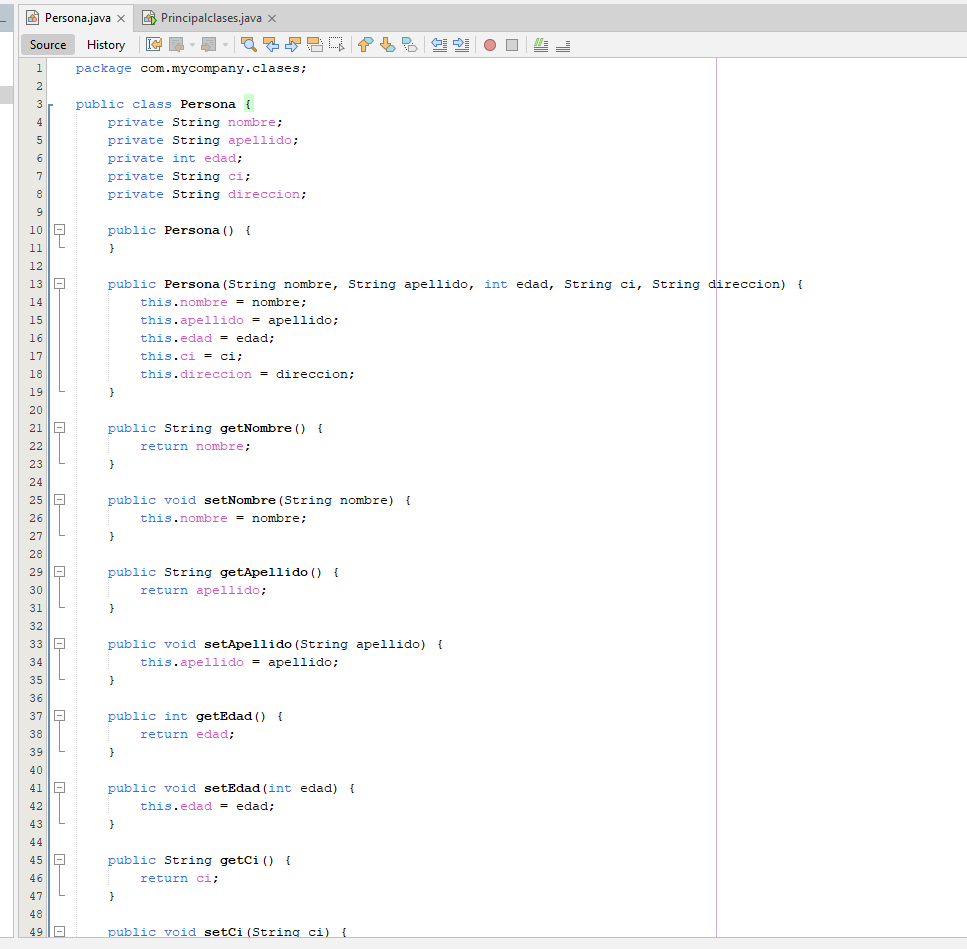 Persona.java Principalclases.java
Source History
1 package com.mycompany.clases;
2
3 public class Persona {
4 private String nombre;
5 private String apellido;
6 private int edad;
7 private String ci;
8 private String direccion;
9
10 public Persona() {
11 }
12
13 public Persona(String nombre, String apellido, int edad, String ci, String direccion) {
14 this.nombre = nombre;
15 this.apellido = apellido;
16 this.edad = edad;
17 this.ci = ci;
18 this.direccion = direccion;
19 }
20
21 public String getNombre() {
22 return nombre;
23 }
24
25 public void setNombre(String nombre) {
26 this.nombre = nombre;
27 }
28
29 public String getApellido() {
30 return apellido;
31 }
32
33 public void setApellido(String apellido) {
34 this.apellido = apellido;
35 }
36
37 public int getEdad() {
38 return edad;
39 }
40
41 public void setEdad(int edad) {
42 this.edad = edad;
43 }
44
45 public String getCi() {
46 return ci;
47 }
48
49 public void setCi(String ci) {